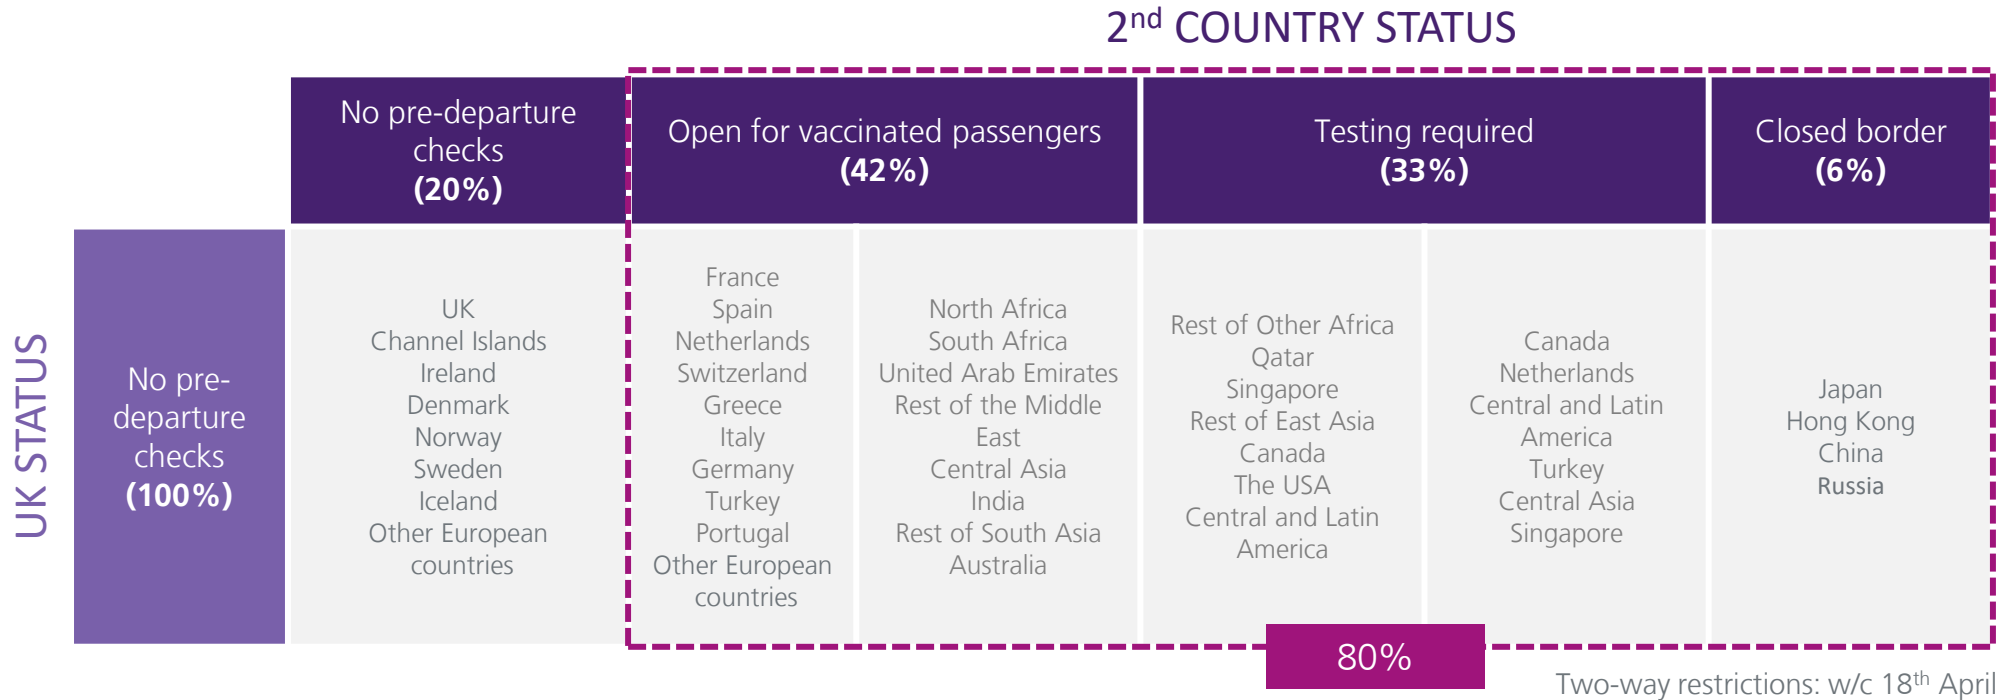 2nd COUNTRY STATUS
No pre-departure
checks
(20%)
Open for vaccinated passengers
(42%)
Testing required
(33%)
Closed border
(6%)
UK STATUS
No pre-
departure
checks
(100%)
UK
Channel Islands
Ireland
Denmark
Norway
Sweden
Iceland
Other European
countries
France
Spain
Netherlands
Switzerland
Greece
Italy
Germany
Turkey
Portugal
Other European
countries
North Africa
South Africa
United Arab Emirates
Rest of the Middle
East
Central Asia
India
Rest of South Asia
Australia
Rest of Other Africa
Qatar
Singapore
Rest of East Asia
Canada
The USA
Central and Latin
America
Canada
Netherlands
Central and Latin
America
Turkey
Central Asia
Singapore
Japan
Hong Kong
China
Russia
80%
Two-way restrictions: w/c 18th April